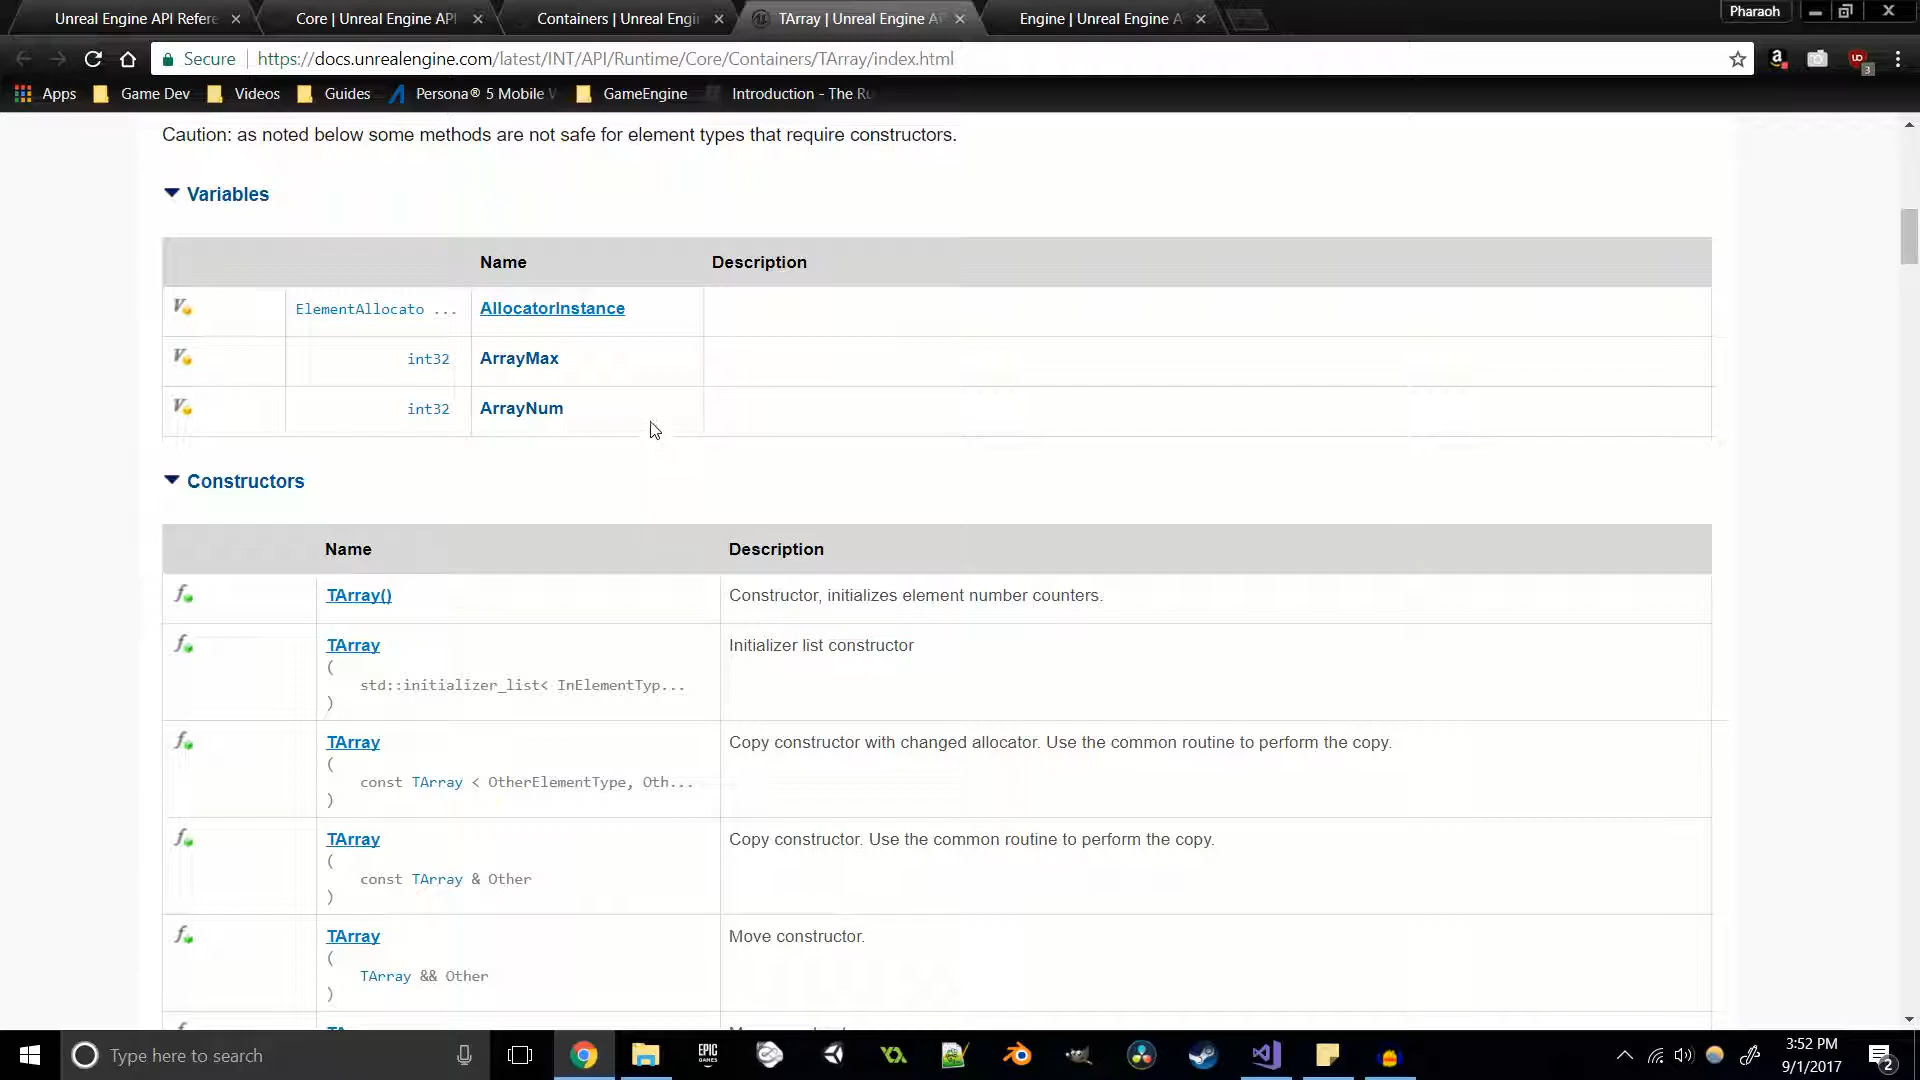 Unreal Engine API Refere
Core | Unreal Engine API
Containers | Unreal Engin
TArray | Unreal Engine A
Engine | Unreal Engine A
Pharaoh
Secure
https://docs.unrealengine.com/latest/INT/API/Runtime/Core/Containers/TArray/index.html
3
Apps
Game Dev
Videos
Guides
Persona® 5 Mobile
GameEngine
Introduction - The Ru
Caution: as noted below some methods are not safe for element types that require constructors.
Variables
Name Description
ElementAllocato ... AllocatorInstance
int32 ArrayMax
int32 ArrayNum
Constructors
Name Description
TArray() Constructor, initializes element number counters.
TArray Initializer list constructor
(
std::initializer_list< InElementTyp...
)
TArray Copy constructor with changed allocator. Use the common routine to perform the copy.
(
const TArray < OtherElementType, Oth...
)
TArray Copy constructor. Use the common routine to perform the copy.
(
const TArray & Other
)
TArray Move constructor.
(
TArray && Other
)
Type here to search
EPIC
GAMES
3:52 PM
9/1/2017
2